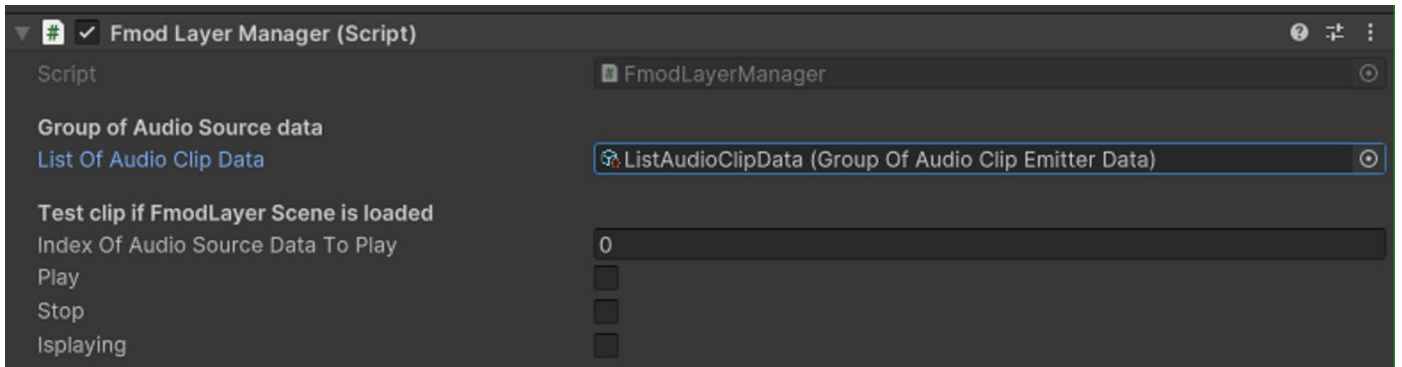 Fmod Layer Manager (Script)
Script FmodLayerManager
Group of Audio Source data
List Of Audio Clip Data ListAudioClipData (Group Of Audio Clip Emitter Data)
Test clip if FmodLayer Scene is loaded
Index Of Audio Source Data To Play 0
Play
Stop
Isplaying